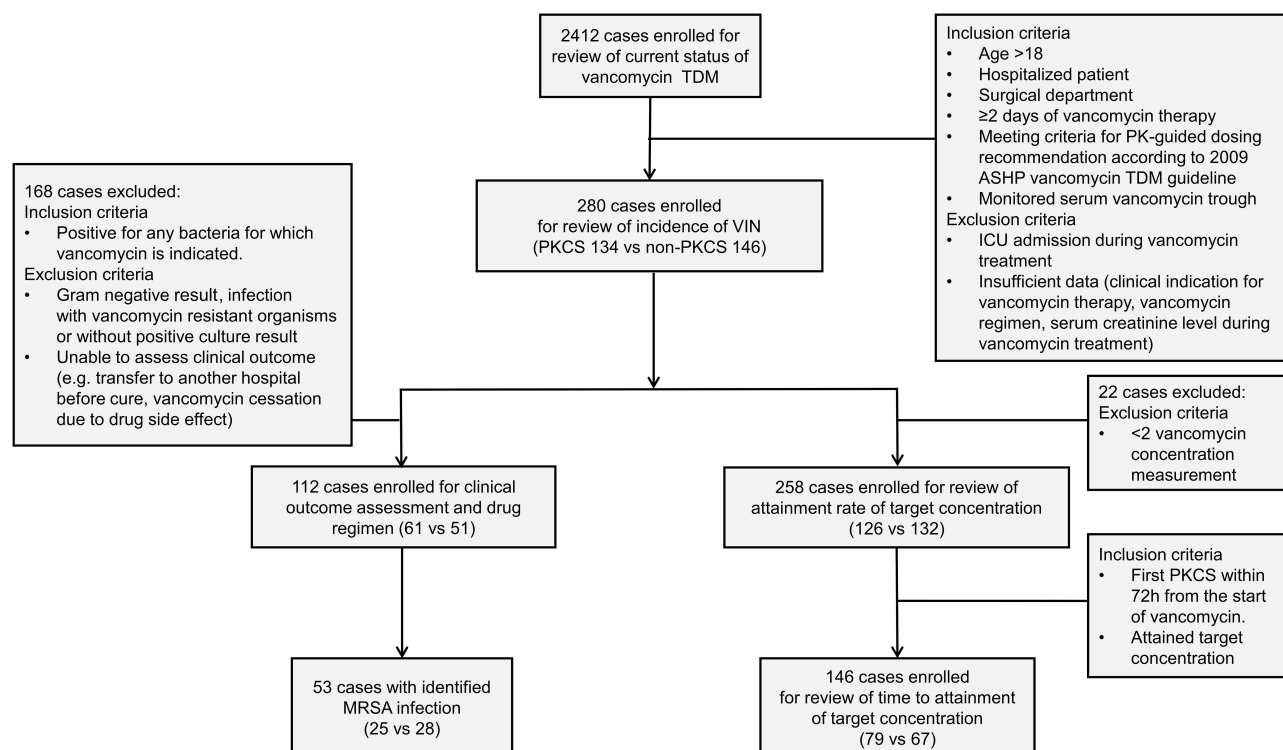 2412 cases enrolled for
review of current status of
vancomycin TDM
Inclusion criteria
• Age >18
• Hospitalized patient
• Surgical department
• ≥2 days of vancomycin therapy
• Meeting criteria for PK-guided dosing
recommendation according to 2009
ASHP vancomycin TDM guideline
• Monitored serum vancomycin trough
Exclusion criteria
• ICU admission during vancomycin
treatment
• Insufficient data (clinical indication for
vancomycin therapy, vancomycin
regimen, serum creatinine level during
vancomycin treatment)
280 cases enrolled
for review of incidence of VIN
(PKCS 134 vs non-PKCS 146)
168 cases excluded:
Inclusion criteria
• Positive for any bacteria for which
vancomycin is indicated.
Exclusion criteria
• Gram negative result, infection
with vancomycin resistant organisms
or without positive culture result
• Unable to assess clinical outcome
(e.g. transfer to another hospital
before cure, vancomycin cessation
due to drug side effect)
22 cases excluded:
Exclusion criteria
• <2 vancomycin
concentration
measurement
112 cases enrolled for clinical
outcome assessment and drug
regimen (61 vs 51)
258 cases enrolled for review of
attainment rate of target concentration
(126 vs 132)
Inclusion criteria
• First PKCS within
72h from the start
of vancomycin.
• Attained target
concentration
53 cases with identified
MRSA infection
(25 vs 28)
146 cases enrolled
for review of time to attainment
of target concentration
(79 vs 67)